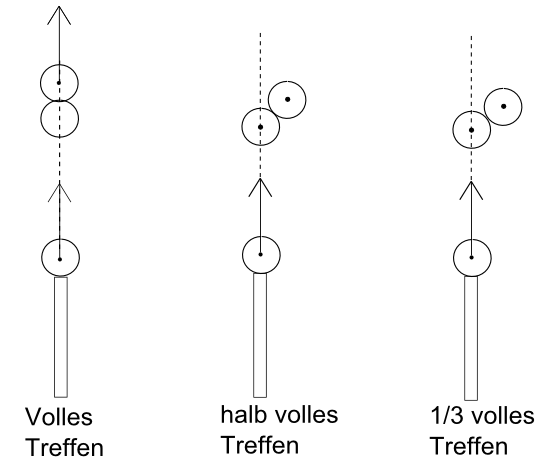 Volles
Treffen
halb volles
Treffen
1/3 volles
Treffen